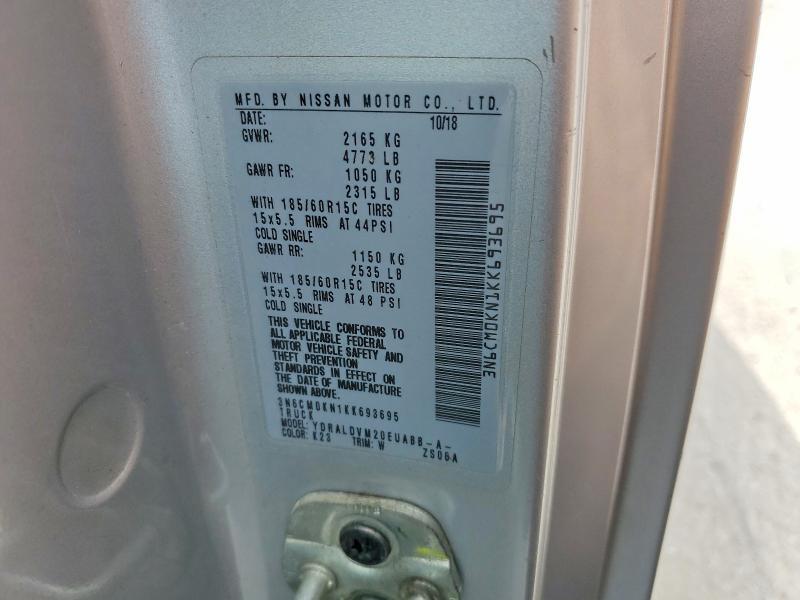 MFD. BY NISSAN MOTOR CO., LTD.
DATE: 10/18
GVWR: 2165 KG
4773 LB
GAWR FR: 1050 KG
2315 LB
WITH 185/60R15C TIRES
15x5.5 RIMS AT 44PSI
COLD SINGLE
GAWR RR: 1150 KG
2535 LB
WITH 185/60R15C TIRES
15x5.5 RIMS AT 48 PSI
COLD SINGLE
THIS VEHICLE CONFORMS TO
ALL APPLICABLE FEDERAL
MOTOR VEHICLE SAFETY AND
THEFT PREVENTION
STANDARDS IN EFFECT ON
THE DATE OF MANUFACTURE
SHOWN ABOVE.
3N6CM0KN1KK693695
TRUCK
MODEL: YDRALDVM20EUABB-A-
COLOR: K23 TRIM: W ZS06A
3N6CM0KN1KK693695